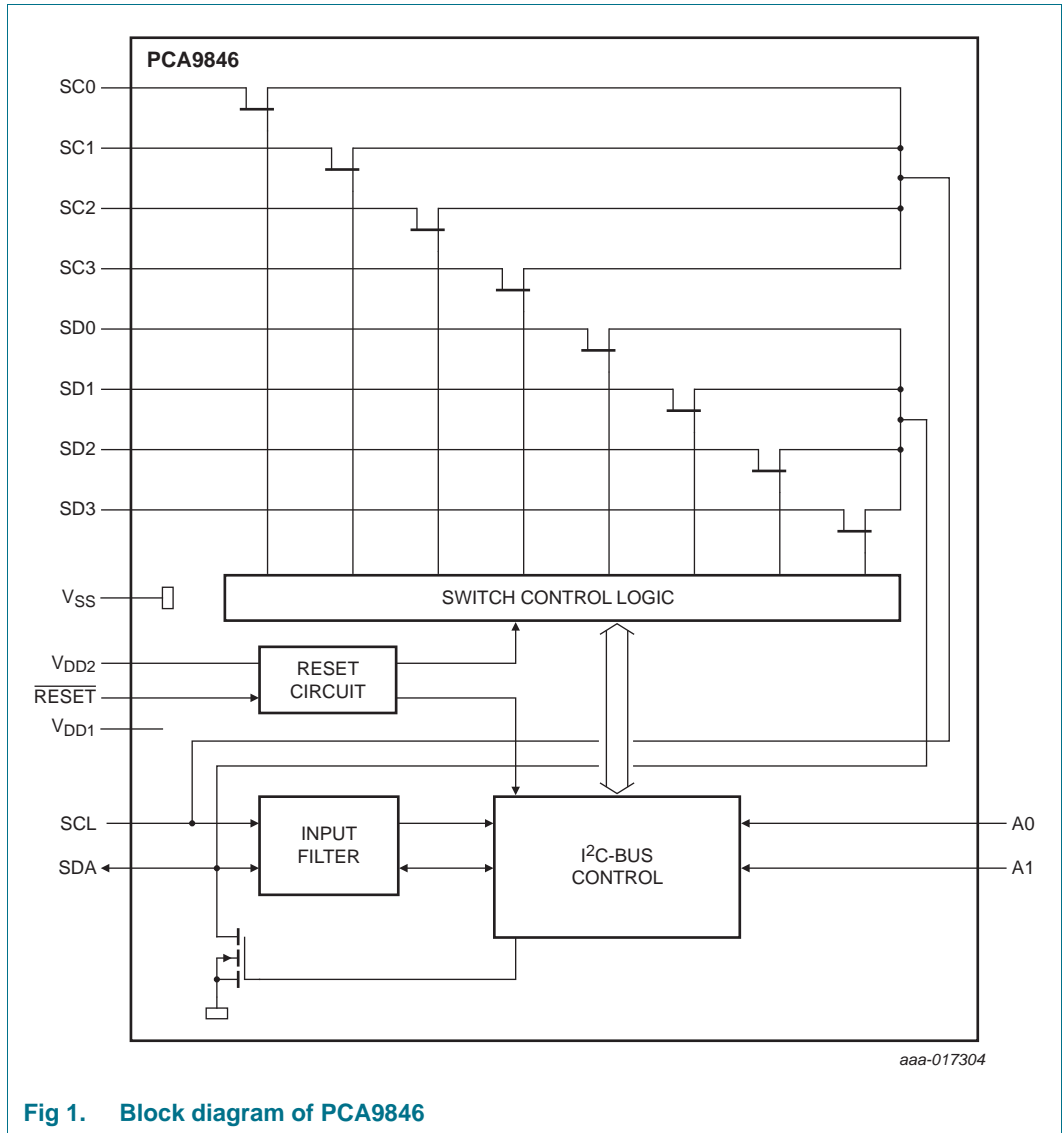 PCA9846
SC0
SC1
SC2
SC3
SD0
SD1
SD2
SD3
VSS
SWITCH CONTROL LOGIC
VDD2
RESET
CIRCUIT
RESET
VDD1
SCL
INPUT
FILTER
SDA
I2C-BUS
CONTROL
A0
A1
aaa-017304
Fig 1. Block diagram of PCA9846